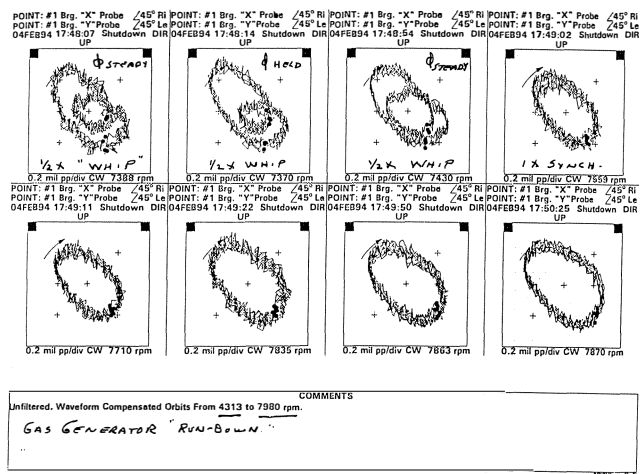 POINT: #1 Brg. "X" Probe ∠45° Ri
POINT: #1 Brg. "Y"Probe ∠45° Le
04FEB94 17:48:07 Shutdown DIR
UP
ϕ STEADY
1/2 X "WHIP"
0.2 mil pp/div CW 7388 rpm
POINT: #1 Brg. "X" Probe ∠45° Ri
POINT: #1 Brg. "Y"Probe ∠45° Le
04FEB94 17:48:14 Shutdown DIR
UP
ϕ HELD
1/2 X WHIP
0.2 mil pp/div CW 7370 rpm
POINT: #1 Brg. "X" Probe ∠45° Ri
POINT: #1 Brg. "Y"Probe ∠45° Le
04FEB94 17:48:54 Shutdown DIR
UP
ϕ STEADY
1/2 X WHIP
0.2 mil pp/div CW 7430 rpm
POINT: #1 Brg. "X" Probe ∠45° Ri
POINT: #1 Brg. "Y"Probe ∠45° Le
04FEB94 17:49:02 Shutdown DIR
UP
1X SYNCH.
0.2 mil pp/div CW 7559 rpm
POINT: #1 Brg. "X" Probe ∠45° Ri
POINT: #1 Brg. "Y"Probe ∠45° Le
04FEB94 17:49:11 Shutdown DIR
UP
0.2 mil pp/div CW 7710 rpm
POINT: #1 Brg. "X" Probe ∠45° Ri
POINT: #1 Brg. "Y"Probe ∠45° Le
04FEB94 17:49:22 Shutdown DIR
UP
0.2 mil pp/div CW 7835 rpm
POINT: #1 Brg. "X" Probe ∠45° Ri
POINT: #1 Brg. "Y"Probe ∠45° Le
04FEB94 17:49:50 Shutdown DIR
UP
0.2 mil pp/div CW 7863 rpm
POINT: #1 Brg. "X" Probe ∠45° Ri
POINT: #1 Brg. "Y"Probe ∠45° Le
04FEB94 17:50:25 Shutdown DIR
UP
0.2 mil pp/div CW 7870 rpm
COMMENTS
Unfiltered. Waveform Compensated Orbits From 4313 to 7980 rpm.
GAS GENERATOR "RUN-DOWN."